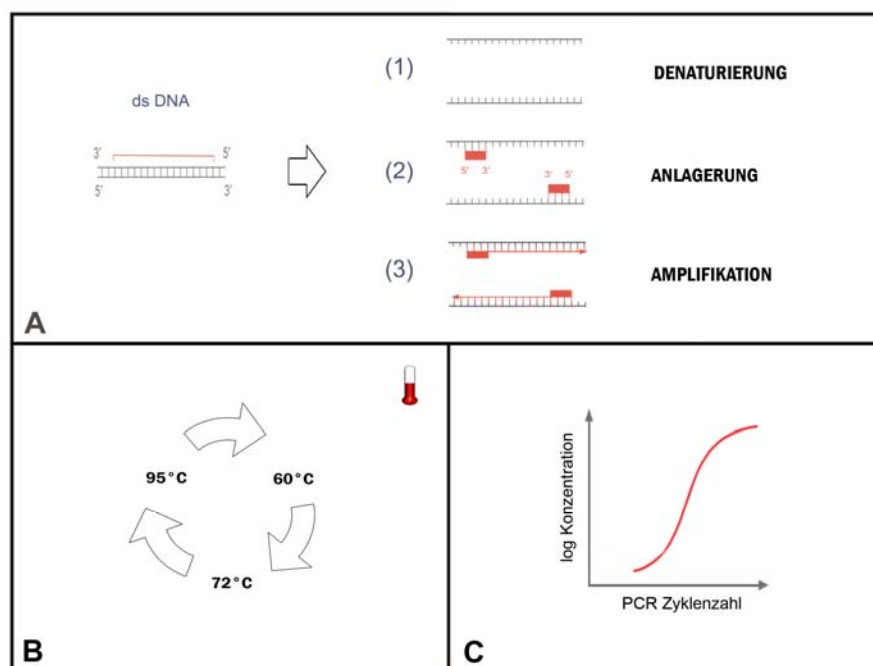 ds DNA
3′ 5′
5′ 3′
(1) DENATURIERUNG
(2) ANLAGERUNG
5′ 3′ 3′ 5′
(3) AMPLIFIKATION
A
95°C 60°C
72°C
B
log Konzentration
PCR Zyklenzahl
C